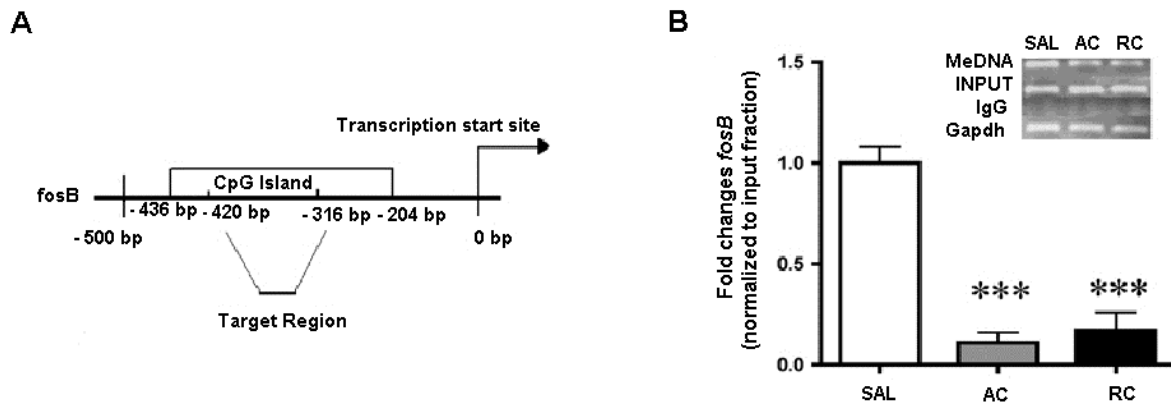 A
Transcription start site
fosB
CpG Island
- 436 bp
- 420 bp
- 316 bp
- 204 bp
- 500 bp
0 bp
Target Region
B
Fold changes fosB
(normalized to input fraction)
1.5
1.0
0.5
0.0
SAL AC RC
MeDNA
INPUT
IgG
Gapdh
*** ***
SAL AC RC